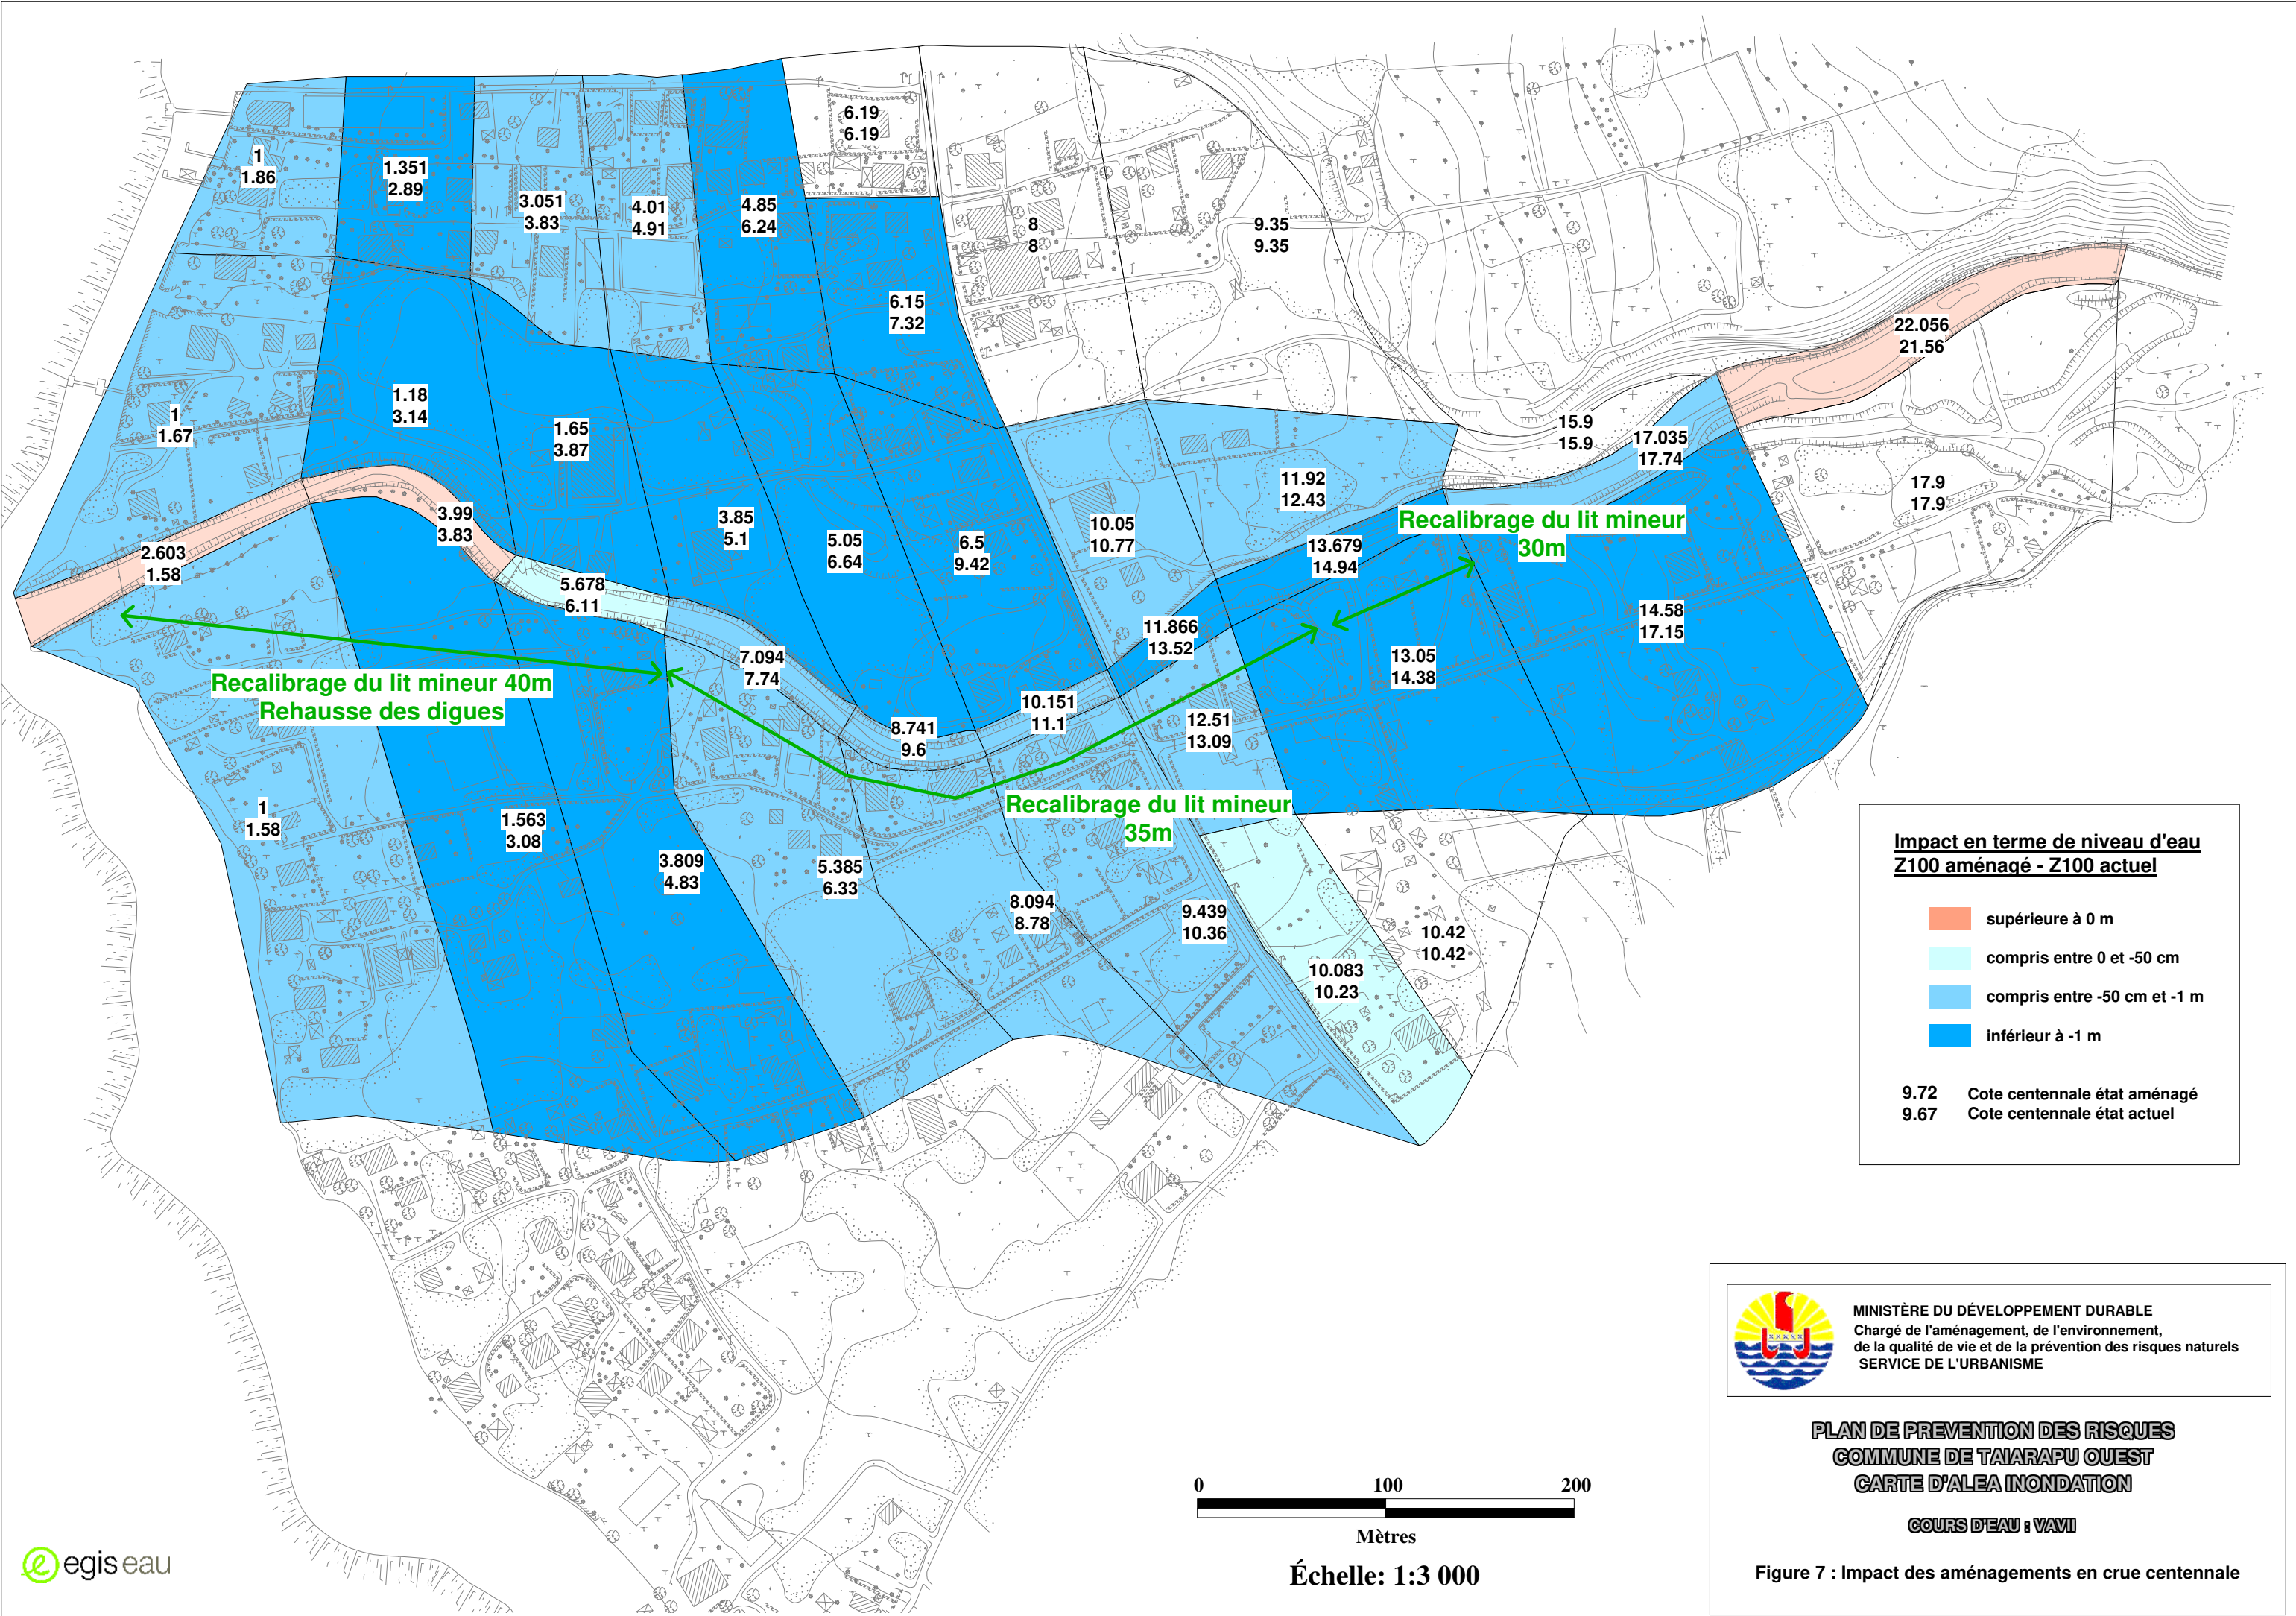 6.19
6.19
1
1.86
1.351
2.89
3.051
3.83
4.01
4.91
4.85
6.24
8
8
9.35
9.35
6.15
7.32
22.056
21.56
1.18
3.14
1
1.67
1.65
3.87
15.9
15.9
17.035
17.74
11.92
12.43
17.9
17.9
3.99
3.83
3.85
5.1
10.05
10.77
Recalibrage du lit mineur
30m
5.05
6.64
6.5
9.42
13.679
14.94
2.603
1.58
5.678
6.11
14.58
17.15
11.866
13.52
13.05
14.38
7.094
7.74
Recalibrage du lit mineur 40m
Rehausse des digues
10.151
11.1
8.741
9.6
12.51
13.09
Recalibrage du lit mineur
35m
1
1.58
1.563
3.08
3.809
4.83
5.385
6.33
8.094
8.78
9.439
10.36
10.42
10.42
10.083
10.23
Impact en terme de niveau d'eau
Z100 aménagé - Z100 actuel
supérieure à 0 m
compris entre 0 et -50 cm
compris entre -50 cm et -1 m
inférieur à -1 m
9.72 Cote centennale état aménagé
9.67 Cote centennale état actuel
MINISTÈRE DU DÉVELOPPEMENT DURABLE
Chargé de l'aménagement, de l'environnement,
de la qualité de vie et de la prévention des risques naturels
SERVICE DE L'URBANISME
PLAN DE PREVENTION DES RISQUES
COMMUNE DE TAIARAPU OUEST
CARTE D'ALEA INONDATION
COURS D'EAU : VAVII
Figure 7 : Impact des aménagements en crue centennale
0 100 200
Mètres
Échelle: 1:3 000
egis eau